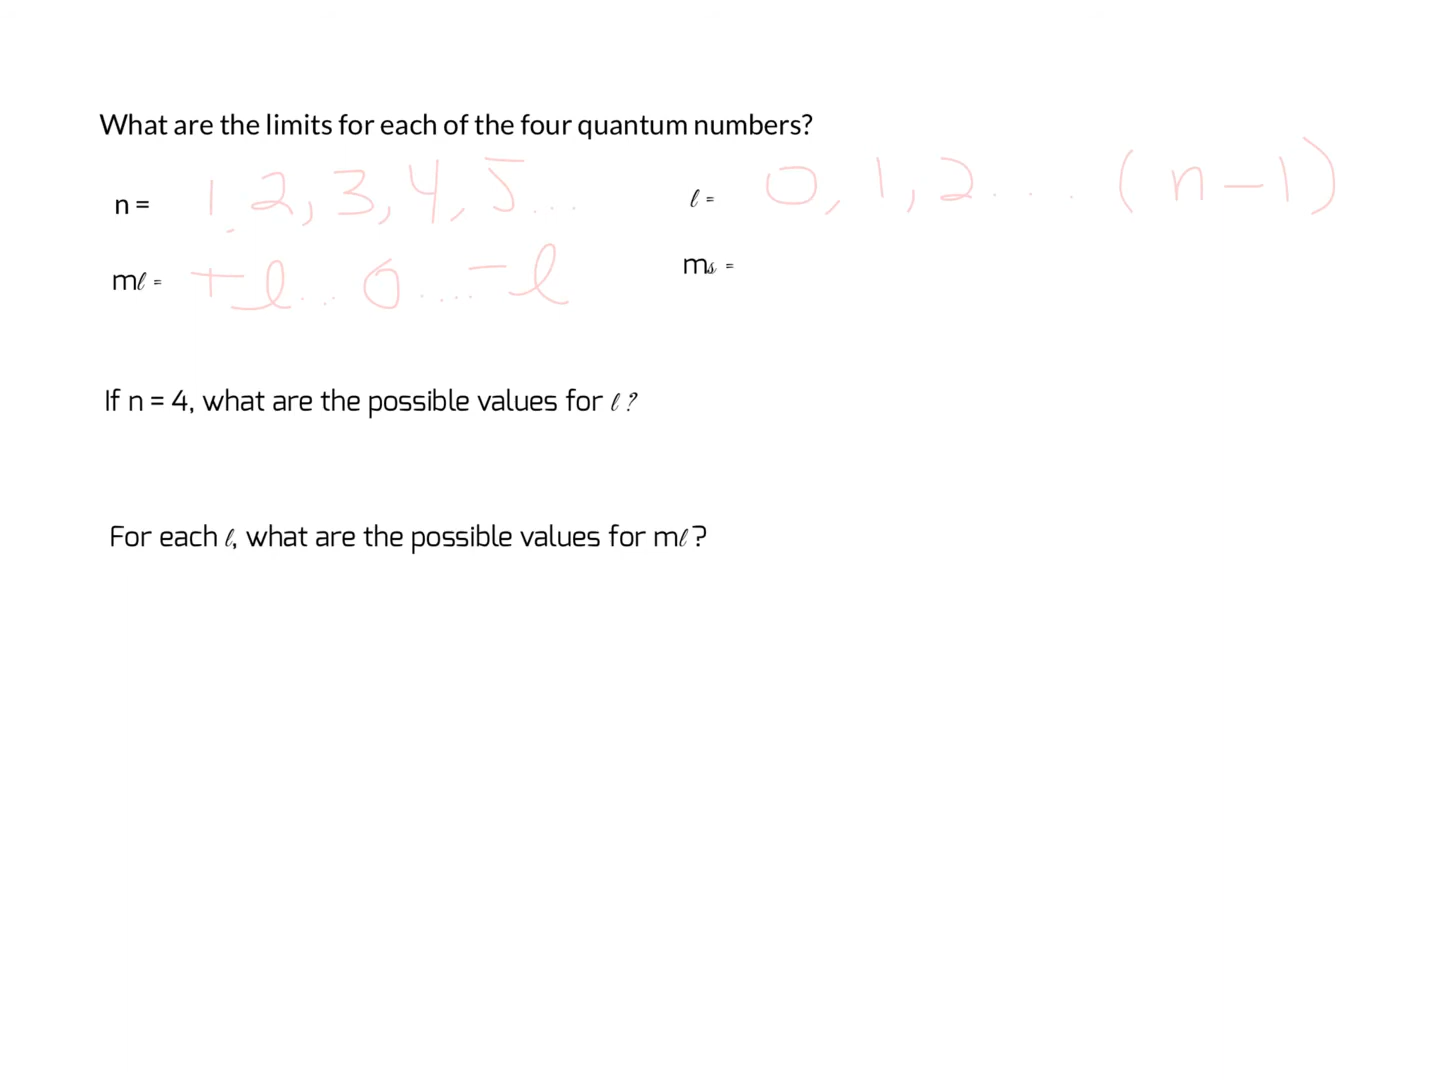 What are the limits for each of the four quantum numbers?
n = 1, 2, 3, 4, 5...
ℓ = 0, 1, 2... (n-1)
mℓ = +l... 0.... -l
ms =
If n = 4, what are the possible values for ℓ?
For each ℓ, what are the possible values for mℓ?